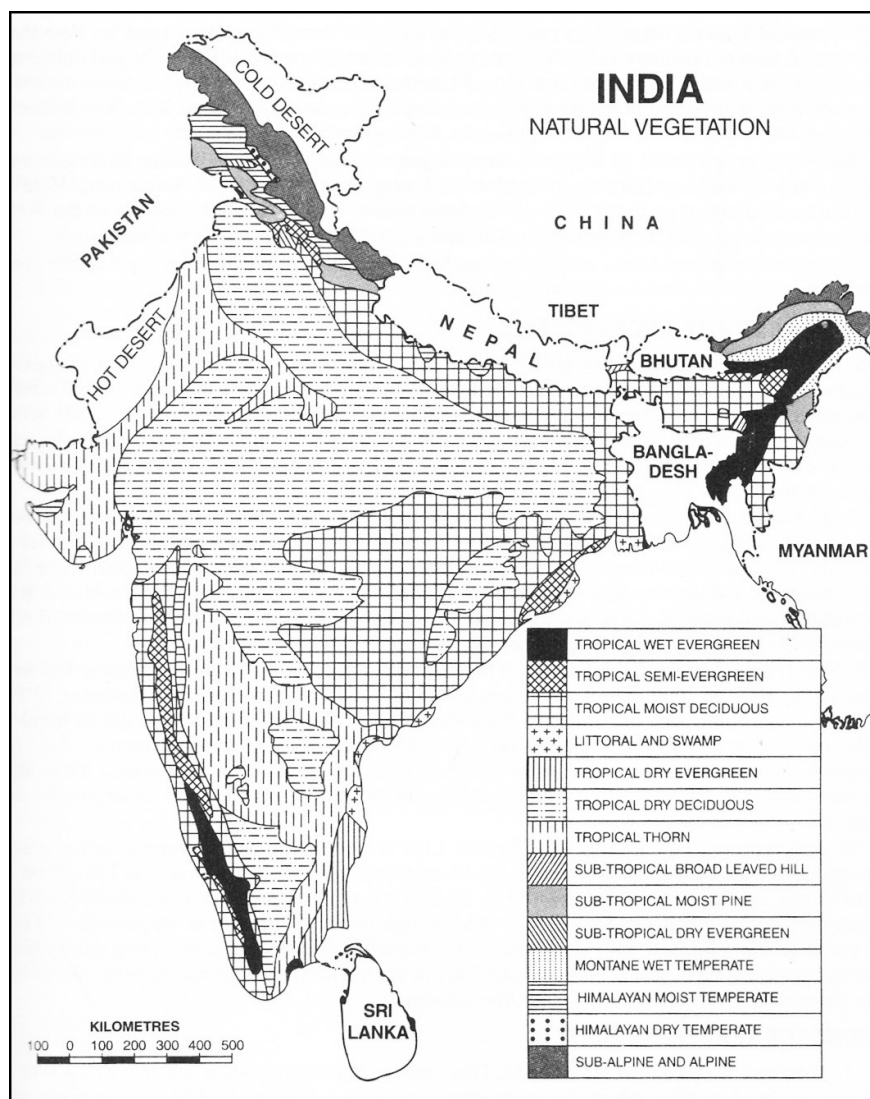 INDIA
NATURAL VEGETATION
COLD DESERT
PAKISTAN
CHINA
HOT DESERT
NEPAL
TIBET
BHUTAN
BANGLA-
DESH
MYANMAR
TROPICAL WET EVERGREEN
TROPICAL SEMI-EVERGREEN
TROPICAL MOIST DECIDUOUS
LITTORAL AND SWAMP
TROPICAL DRY EVERGREEN
TROPICAL DRY DECIDUOUS
TROPICAL THORN
SUB-TROPICAL BROAD LEAVED HILL
SUB-TROPICAL MOIST PINE
SUB-TROPICAL DRY EVERGREEN
MONTANE WET TEMPERATE
HIMALAYAN MOIST TEMPERATE
HIMALAYAN DRY TEMPERATE
SUB-ALPINE AND ALPINE
SRI
LANKA
KILOMETRES
100 0 100 200 300 400 500